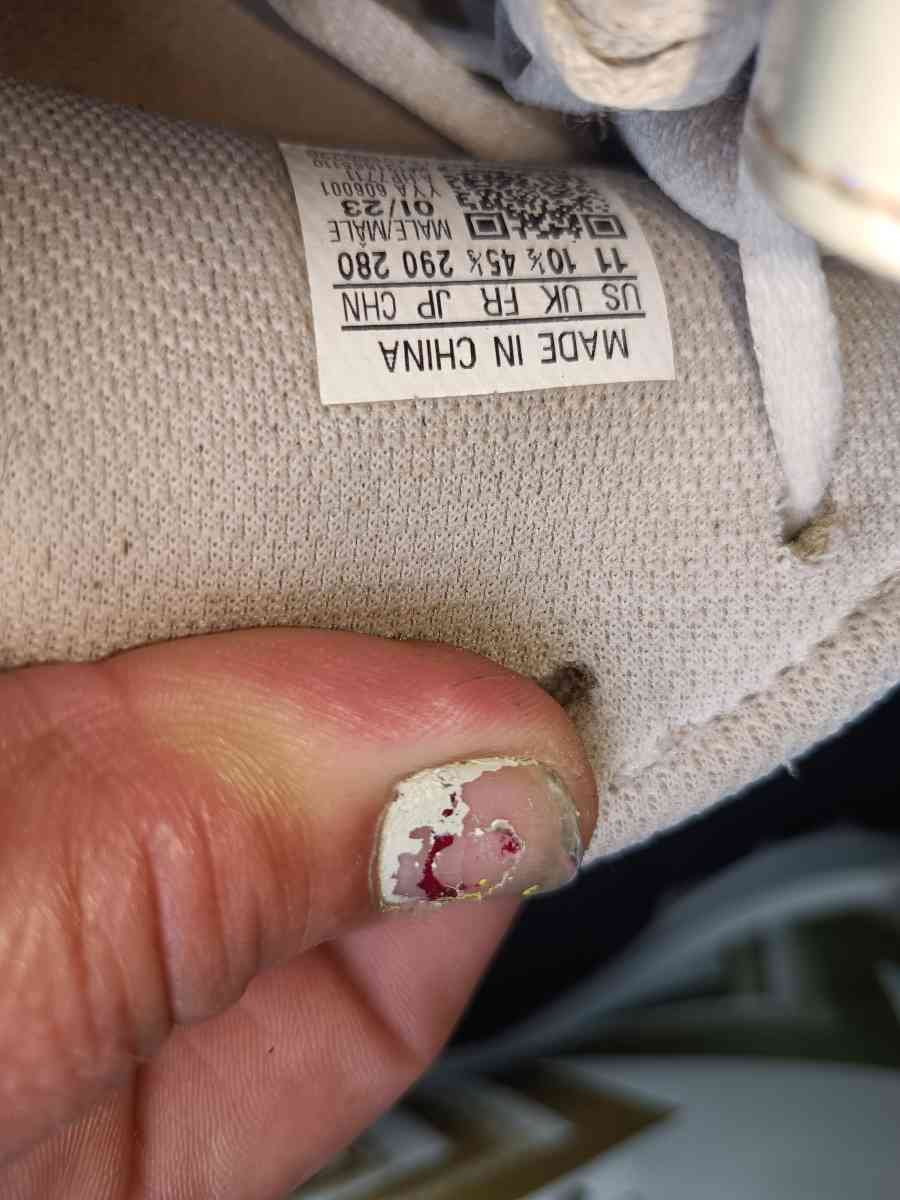 MADE IN CHINA
US UK FR JP CHN
11 10½ 45⅓ 290 280
MALE/MÂLE
01/23
YYA 606001